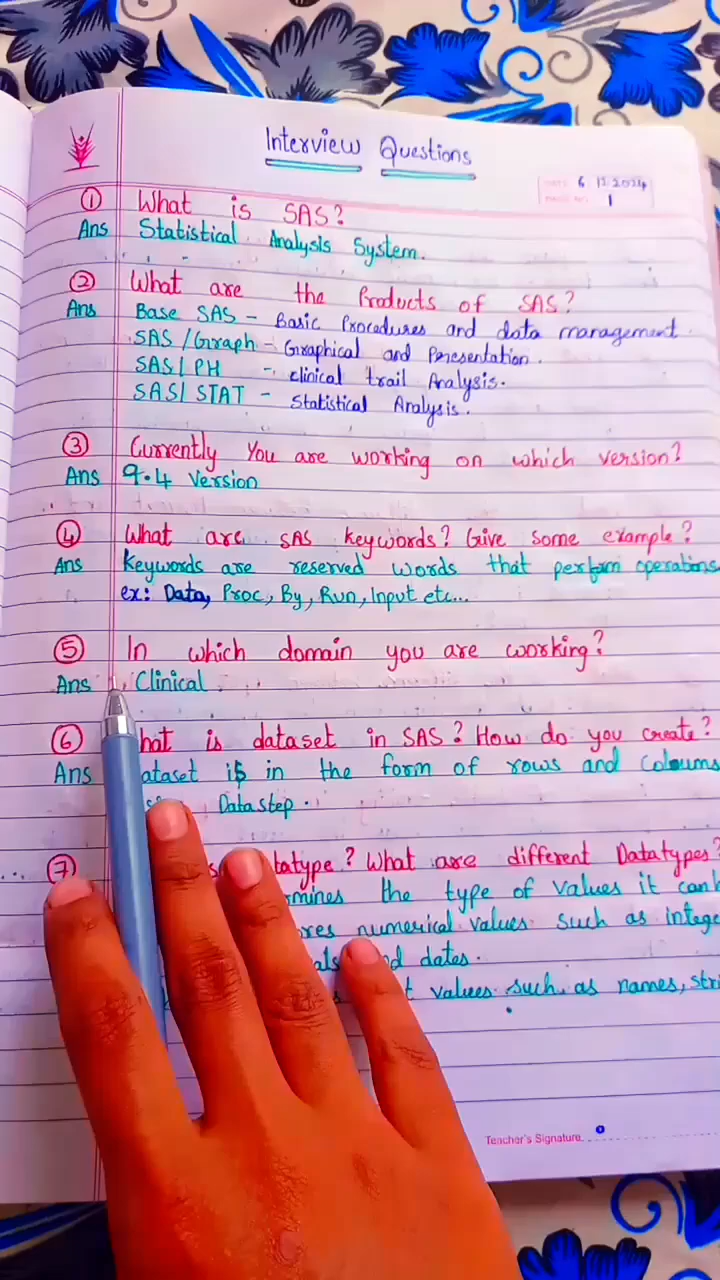 Interview Questions
6 12.2024
1
① What is SAS?
Ans Statistical Analysis System.
② What are the Products of SAS?
Ans Base SAS - Basic Procedures and data management.
SAS/Graph - Graphical and Presentation.
SAS/PH - clinical trail Analysis.
SAS/STAT - Statistical Analysis.
③ Currently You are working on which version?
Ans 9.4 Version
④ What are SAS keywords? Give some example?
Ans keywords are reserved words that perform operations
ex: Data, Proc, By, Run, Input etc...
⑤ In which domain you are working?
Ans Clinical
⑥ hat is dataset in SAS? How do you create?
Ans ataset is in the form of rows and coloums
Datastep.
⑦ tatype? What are different Datatypes?
mines the type of values it can
res numerical values such as intege
als nd dates.
t values such as names, stri
Teacher's Signature